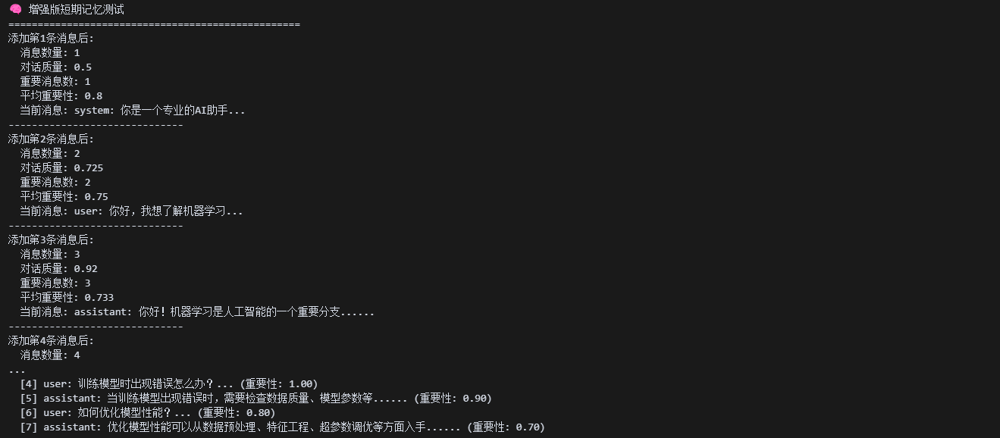 🧠 增强版短期记忆测试
==================================================
添加第1条消息后:
  消息数量: 1
  对话质量: 0.5
  重要消息数: 1
  平均重要性: 0.8
  当前消息: system: 你是一个专业的AI助手...
------------------------------
添加第2条消息后:
  消息数量: 2
  对话质量: 0.725
  重要消息数: 2
  平均重要性: 0.75
  当前消息: user: 你好，我想了解机器学习...
------------------------------
添加第3条消息后:
  消息数量: 3
  对话质量: 0.92
  重要消息数: 3
  平均重要性: 0.733
  当前消息: assistant: 你好！机器学习是人工智能的一个重要分支......
------------------------------
添加第4条消息后:
  消息数量: 4
...
  [4] user: 训练模型时出现错误怎么办？... (重要性: 1.00)
  [5] assistant: 当训练模型出现错误时，需要检查数据质量、模型参数等...... (重要性: 0.90)
  [6] user: 如何优化模型性能？... (重要性: 0.80)
  [7] assistant: 优化模型性能可以从数据预处理、特征工程、超参数调优等方面入手...... (重要性: 0.70)